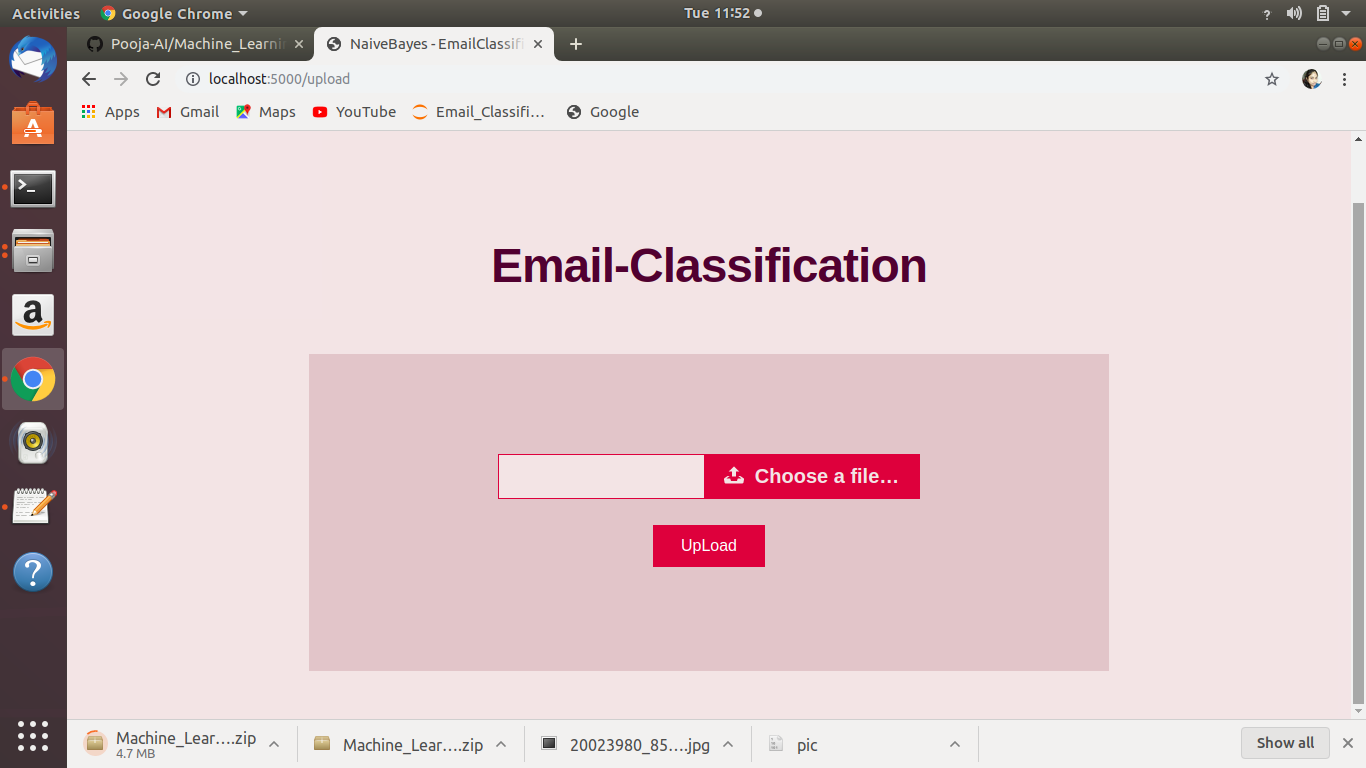 Activities Google Chrome Tue 11:52
Pooja-AI/Machine_Learnin NaiveBayes - EmailClassifi
localhost:5000/upload
Apps Gmail Maps YouTube Email_Classifi... Google
Email-Classification
Choose a file...
UpLoad
Machine_Lear....zip
4.7 MB
Machine_Lear....zip
20023980_85....jpg
pic
Show all